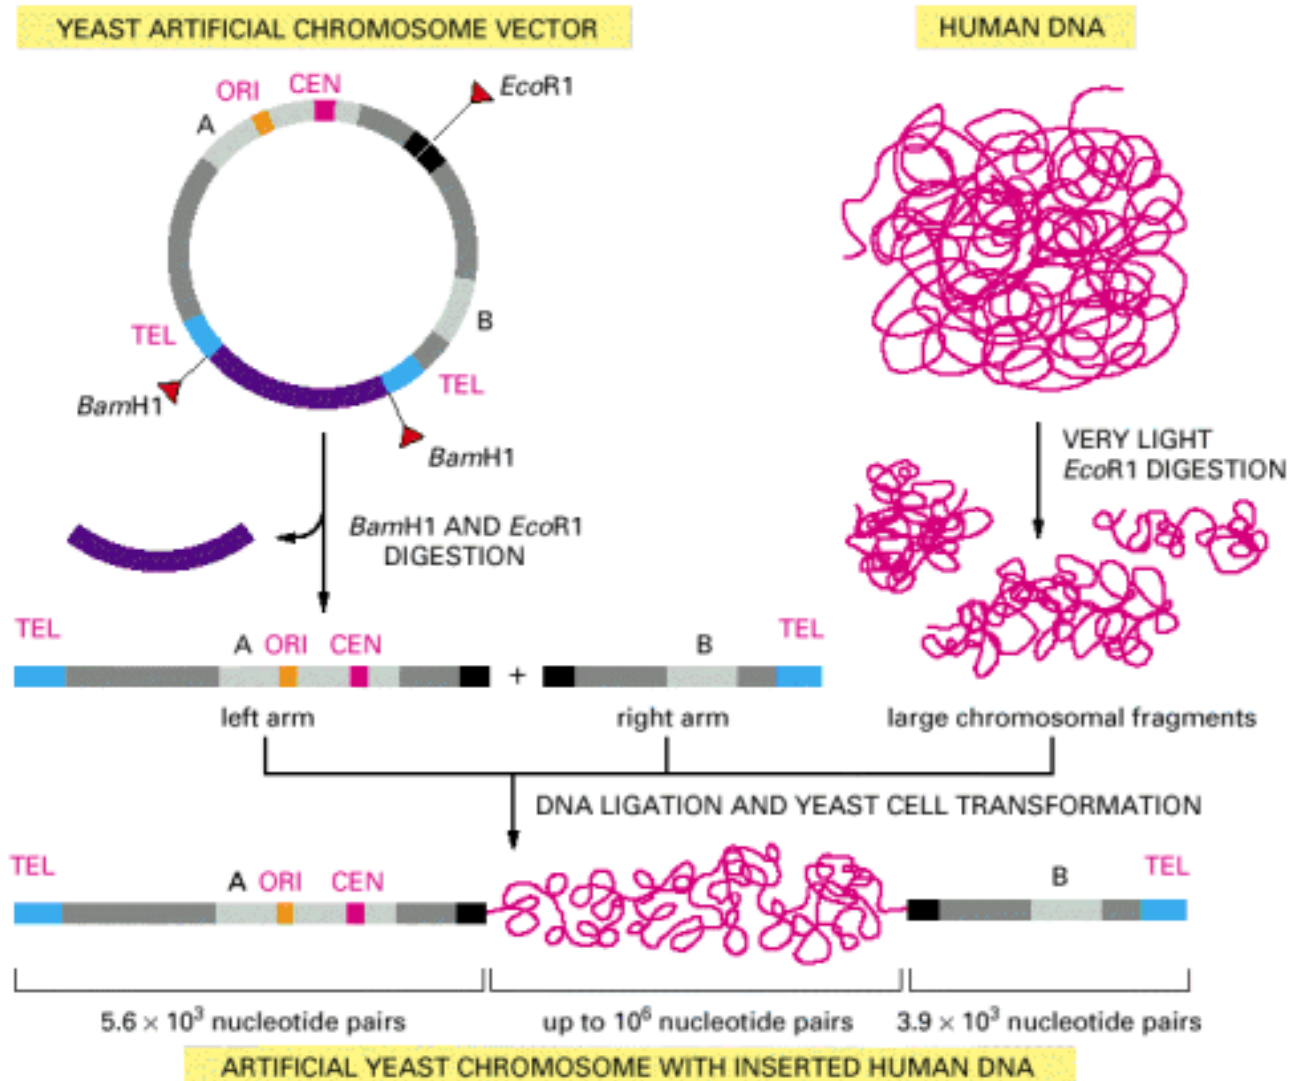 YEAST ARTIFICIAL CHROMOSOME VECTOR
HUMAN DNA
ORI
CEN
EcoR1
A
B
TEL
TEL
BamH1
BamH1
VERY LIGHT
EcoR1 DIGESTION
BamH1 AND EcoR1
DIGESTION
TEL
A ORI CEN
B
TEL
+
left arm
right arm
large chromosomal fragments
DNA LIGATION AND YEAST CELL TRANSFORMATION
TEL
A ORI CEN
B
TEL
5.6 × 10³ nucleotide pairs
up to 10⁶ nucleotide pairs
3.9 × 10³ nucleotide pairs
ARTIFICIAL YEAST CHROMOSOME WITH INSERTED HUMAN DNA